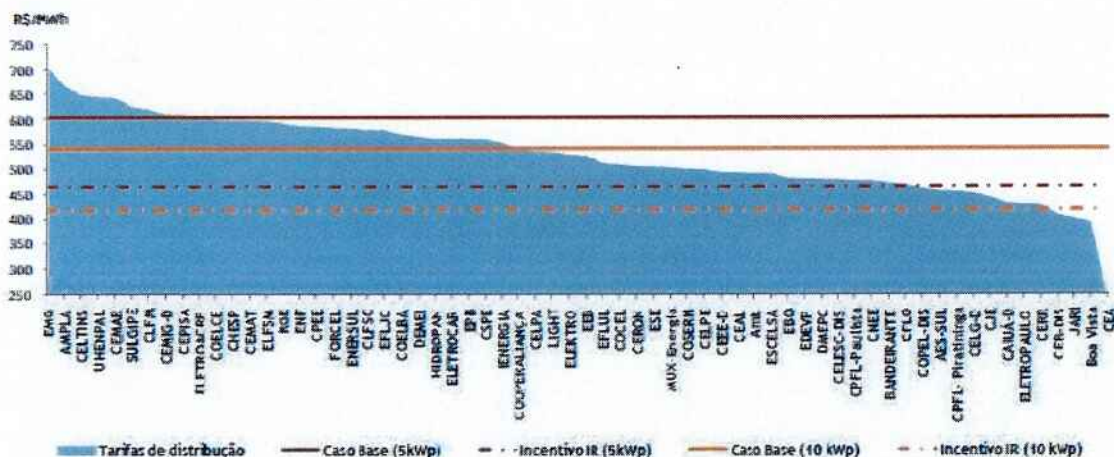 R$/MWh
750
700
650
600
550
500
450
400
350
300
250
EMG
AMPLA
CELTINS
UHENPAL
CEMAR
SULGIPE
CLFM
CEMIG-D
CEPISA
ELETROACRE
COELCE
CHESP
CEMAT
ELFSM
RGE
ENF
CPEE
FORCEL
ENERSUL
CLFSC
EFLJC
COELBA
DEMEI
HIDROPAN
ELETROCAR
EPB
CSPE
IENERGIA
COOPERALIANÇA
CELPA
LIGHT
ELEKTRO
EEB
EFLUL
COCEL
CERON
ESE
MUX-Energia
COSERN
CELPE
CEEE-D
CEAL
AmE
ESCELSA
EBO
EDEVP
DMEPC
CELESC-DIS
CPFL-Paulista
CNEE
BANDEIRANTE
CFLO
COPEL-DIS
AES-SUL
CPFL- Piratininga
CELG-D
CJE
CAIUÁ-D
ELETROPAULO
CERR
CEB-DIS
JARI
Boa Vista
CEA
Tarifas de distribuição
Caso Base (5kWp)
Incentivo IR (5kWp)
Caso Base (10 kWp)
Incentivo IR (10 kWp)